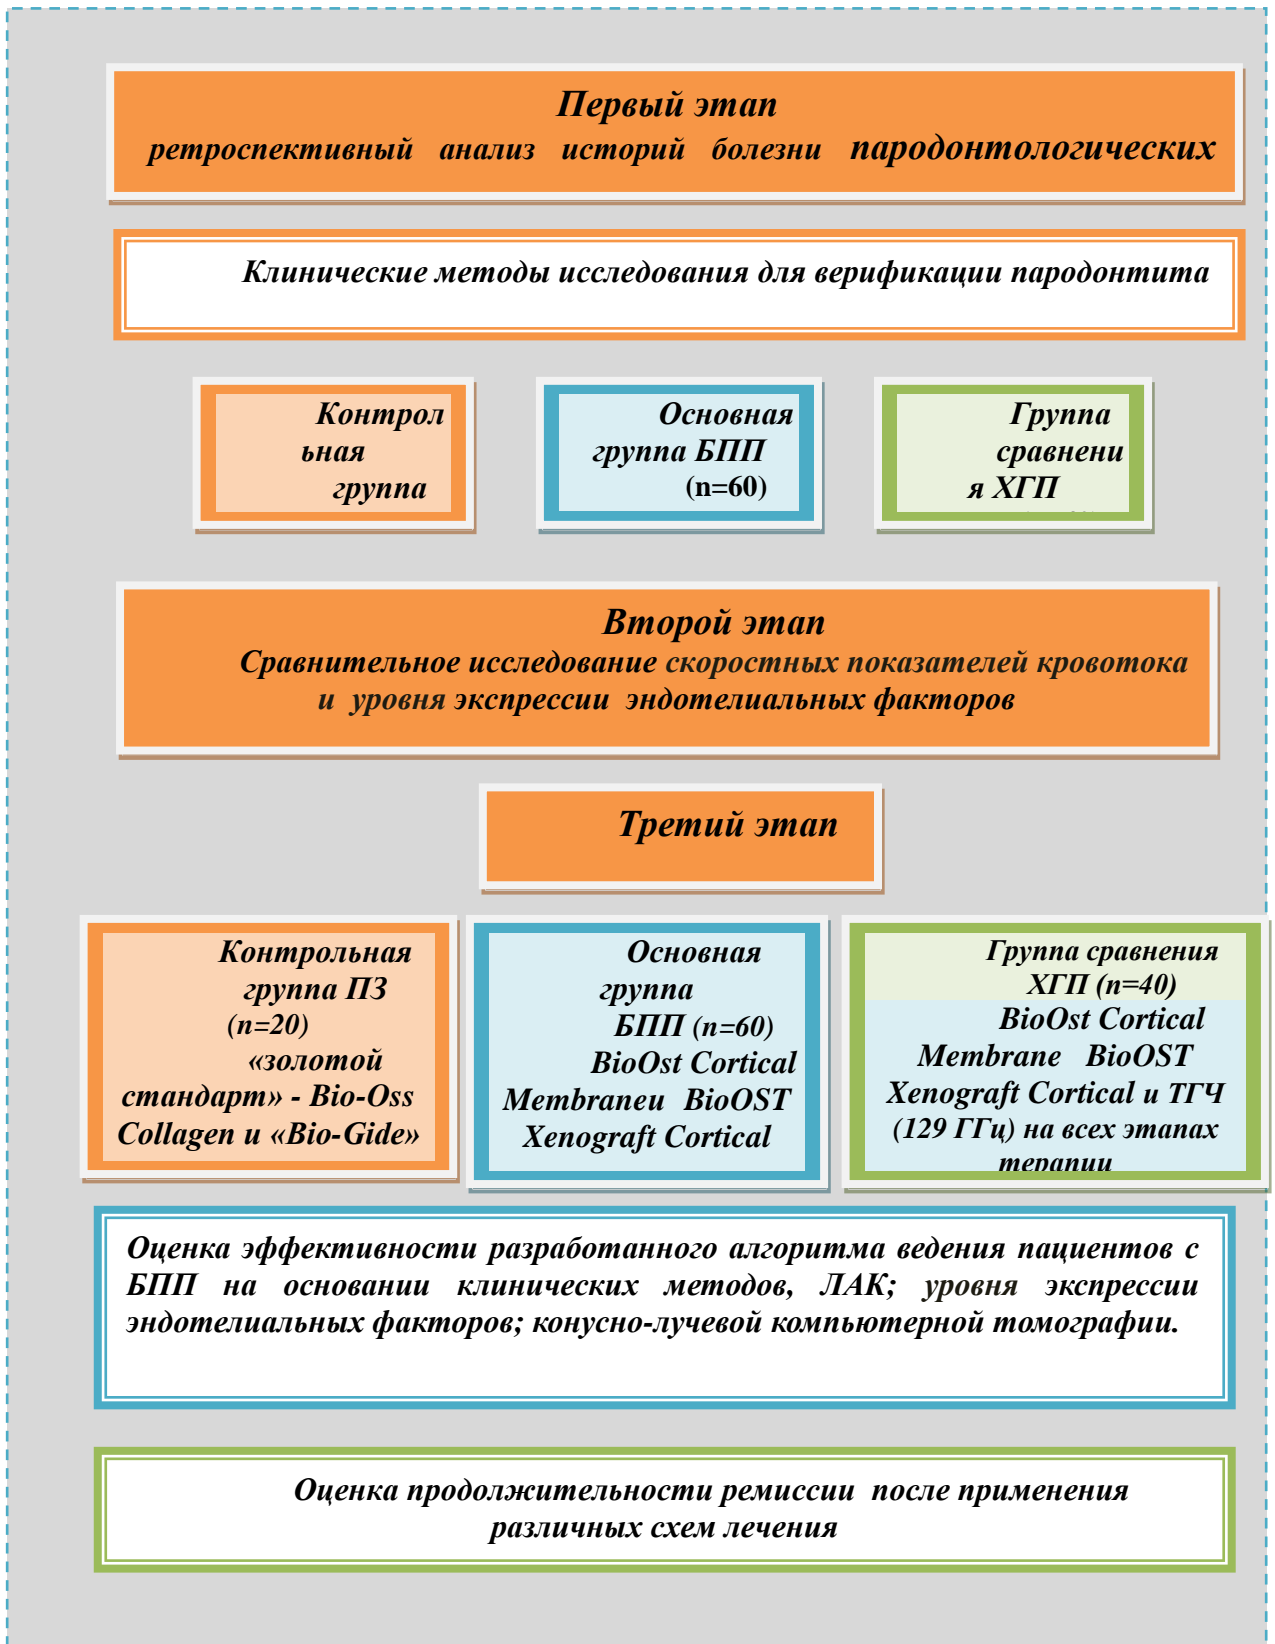 Первый этап
ретроспективный анализ историй болезни пародонтологических
Клинические методы исследования для верификации пародонтита
Контрол
ьная
группа
Основная
группа БПП
(n=60)
Группа
сравнени
я ХГП
Второй этап
Сравнительное исследование скоростных показателей кровотока
и уровня экспрессии эндотелиальных факторов
Третий этап
Контрольная
группа ПЗ
(n=20)
«золотой
стандарт» - Bio-Oss
Collagen и «Bio-Gide»
Основная
группа
БПП (n=60)
BioOst Cortical
Membraneи BioOST
Xenograft Cortical
Группа сравнения
ХГП (n=40)
BioOst Cortical
Membrane BioOST
Xenograft Cortical и ТГЧ
(129 ГГц) на всех этапах
терапии
Оценка эффективности разработанного алгоритма ведения пациентов с
БПП на основании клинических методов, ЛАК; уровня экспрессии
эндотелиальных факторов; конусно-лучевой компьютерной томографии.
Оценка продолжительности ремиссии после применения
различных схем лечения